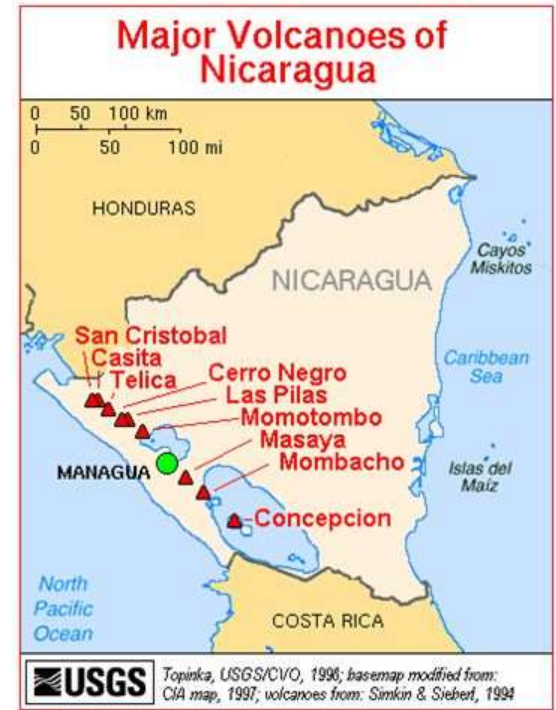 Major Volcanoes of
Nicaragua
0 50 100 km
0 50 100 mi
HONDURAS
NICARAGUA
Cayos
Miskitos
San Cristobal
Casita
Telica
Cerro Negro
Las Pilas
Momotombo
Masaya
Mombacho
Concepcion
MANAGUA
Caribbean
Sea
Islas del
Maíz
North
Pacific
Ocean
COSTA RICA
USGS
Topinka, USGS/CVO, 1998; basemap modified from:
CIA map, 1997; volcanoes from: Simkin & Siebert, 1994